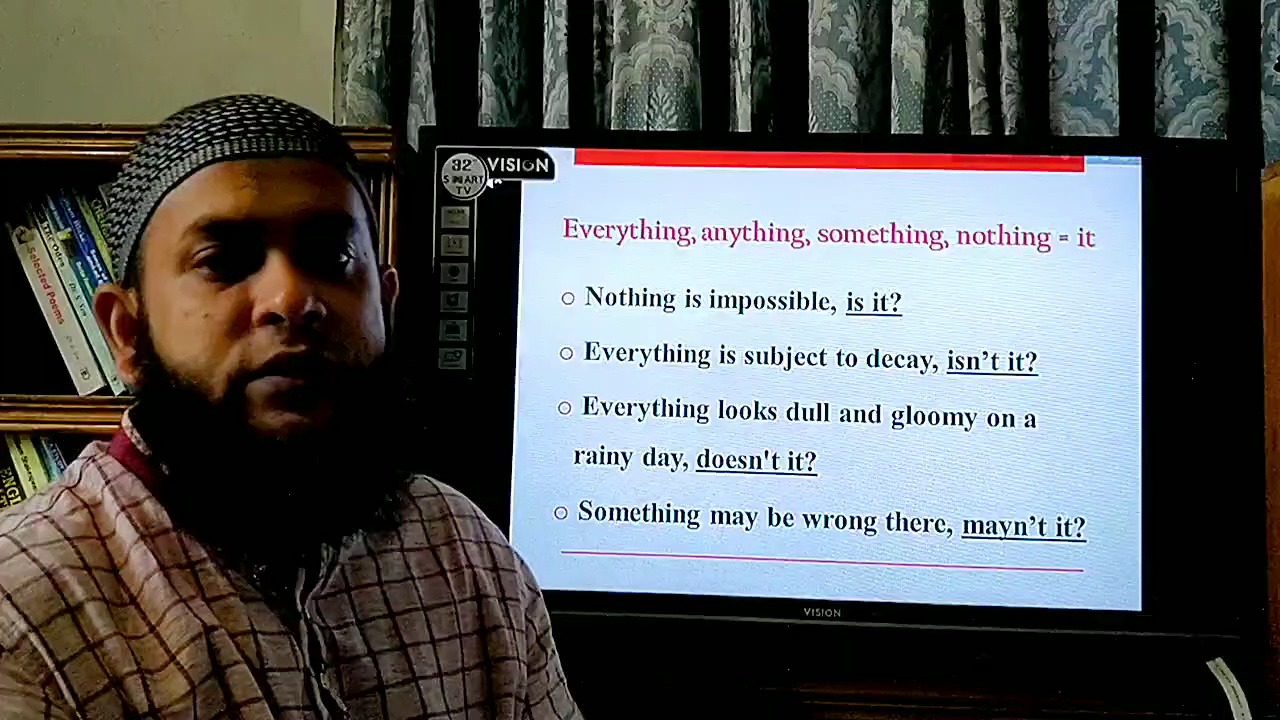 32
SMART
TV
VISION
Everything, anything, something, nothing = it
Nothing is impossible, is it?
Everything is subject to decay, isn't it?
Everything looks dull and gloomy on a
rainy day, doesn't it?
Something may be wrong there, mayn't it?
VISION
Selected Poems